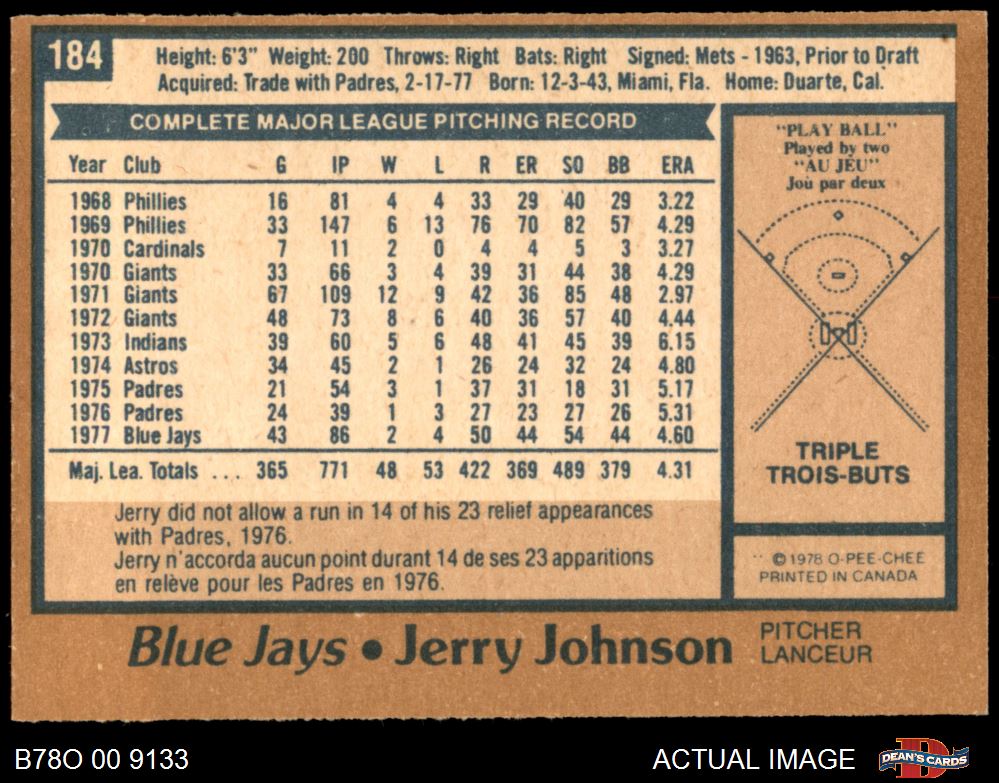 184
Height: 6'3" Weight: 200 Throws: Right Bats: Right Signed: Mets - 1963, Prior to Draft
Acquired: Trade with Padres, 2-17-77 Born: 12-3-43, Miami, Fla. Home: Duarte, Cal.
COMPLETE MAJOR LEAGUE PITCHING RECORD
Year Club G IP W L R ER SO BB ERA
1968 Phillies 16 81 4 4 33 29 40 29 3.22
1969 Phillies 33 147 6 13 76 70 82 57 4.29
1970 Cardinals 7 11 2 0 4 4 5 3 3.27
1970 Giants 33 66 3 4 39 31 44 38 4.29
1971 Giants 67 109 12 9 42 36 85 48 2.97
1972 Giants 48 73 8 6 40 36 57 40 4.44
1973 Indians 39 60 5 6 48 41 45 39 6.15
1974 Astros 34 45 2 1 26 24 32 24 4.80
1975 Padres 21 54 3 1 37 31 18 31 5.17
1976 Padres 24 39 1 3 27 23 27 26 5.31
1977 Blue Jays 43 86 2 4 50 44 54 44 4.60
Maj. Lea. Totals ... 365 771 48 53 422 369 489 379 4.31
Jerry did not allow a run in 14 of his 23 relief appearances
with Padres, 1976.
Jerry n'accorda aucun point durant 14 de ses 23 apparitions
en relève pour les Padres en 1976.
"PLAY BALL"
Played by two
"AU JEU"
Joù par deux
TRIPLE
TROIS-BUTS
© 1978 O-PEE-CHEE
PRINTED IN CANADA
Blue Jays • Jerry Johnson
PITCHER
LANCEUR
B78O 00 9133
ACTUAL IMAGE
DEAN'S CARDS